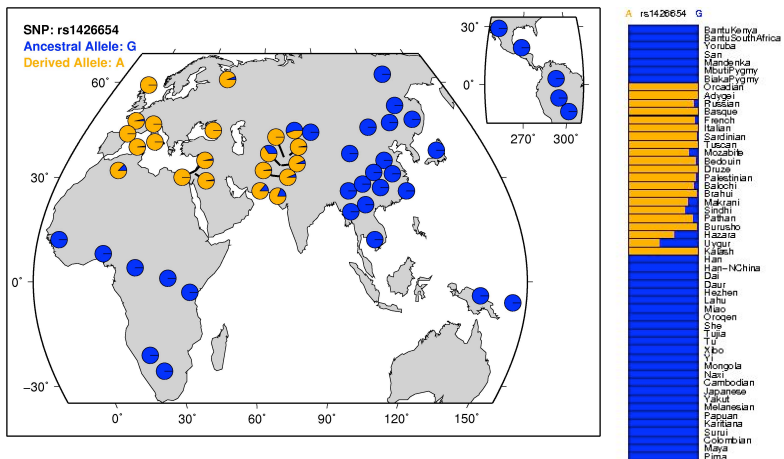 SNP: rs1426654
Ancestral Allele: G
Derived Allele: A
60°
30°
0°
−30°
0°
30°
60°
90°
120°
150°
30°
0°
270°
300°
A rs1426654 G
BantuKenya
BantuSouthAfrica
Yoruba
San
Mandenka
MbutiPygmy
BiakaPygmy
Orcadian
Adygei
Russian
Basque
French
Italian
Sardinian
Tuscan
Mozabite
Bedouin
Druze
Palestinian
Balochi
Brahui
Makrani
Sindhi
Pathan
Burusho
Hazara
Uygur
Kalash
Han
Han−NChina
Dai
Daur
Hezhen
Lahu
Miao
Oroqen
She
Tujia
Tu
Xibo
Yi
Mongola
Naxi
Cambodian
Japanese
Yakut
Melanesian
Papuan
Karitiana
Surui
Colombian
Maya
Pima